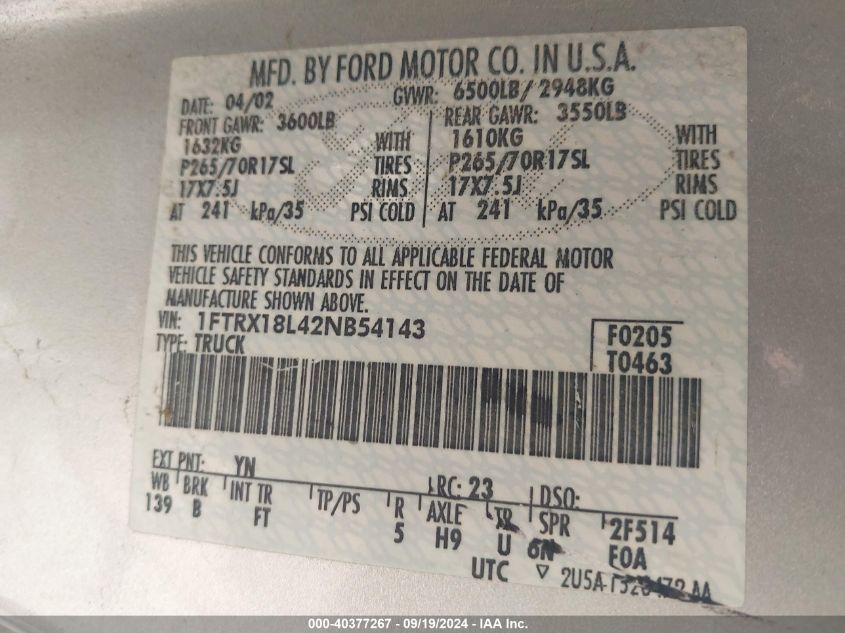 MFD. BY FORD MOTOR CO. IN U.S.A.
DATE: 04/02 GVWR: 6500LB/ 2948KG
FRONT GAWR: 3600LB REAR GAWR: 3550LB
1632KG WITH 1610KG WITH
P265/70R17SL TIRES P265/70R17SL TIRES
17X7.5J RIMS 17X7.5J RIMS
AT 241 kPa/35 PSI COLD AT 241 kPa/35 PSI COLD
THIS VEHICLE CONFORMS TO ALL APPLICABLE FEDERAL MOTOR
VEHICLE SAFETY STANDARDS IN EFFECT ON THE DATE OF
MANUFACTURE SHOWN ABOVE.
VIN: 1FTRX18L42NB54143 F0205
TYPE: TRUCK T0463
EXT PNT: YN RC: 23 DSO:
WB BRK INT TR TP/PS R AXLE TR SPR 2F514
139 B FT 5 H9 U 6N F0A
UTC ▽ 2U5A
000-40377267 - 09/19/2024 - IAA Inc.